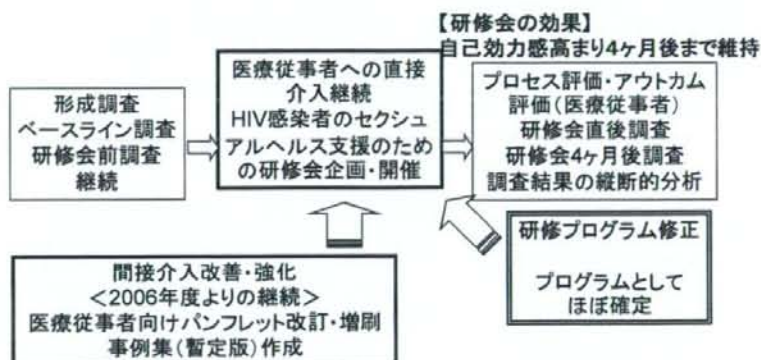 【研修会の効果】
自己効力感高まり4ヶ月後まで維持
形成調査
ベースライン調査
研修会前調査
継続
医療従事者への直接
介入継続
HIV感染者のセクシュ
アルヘルス支援のため
の研修会企画・開催
プロセス評価・アウトカム
評価(医療従事者)
研修会直後調査
研修会4ヶ月後調査
調査結果の縦断的分析
間接介入改善・強化
<2006年度よりの継続>
医療従事者向けパンフレット改訂・増刷
事例集(暫定版)作成
研修プログラム修正
プログラムとして
ほぼ確定